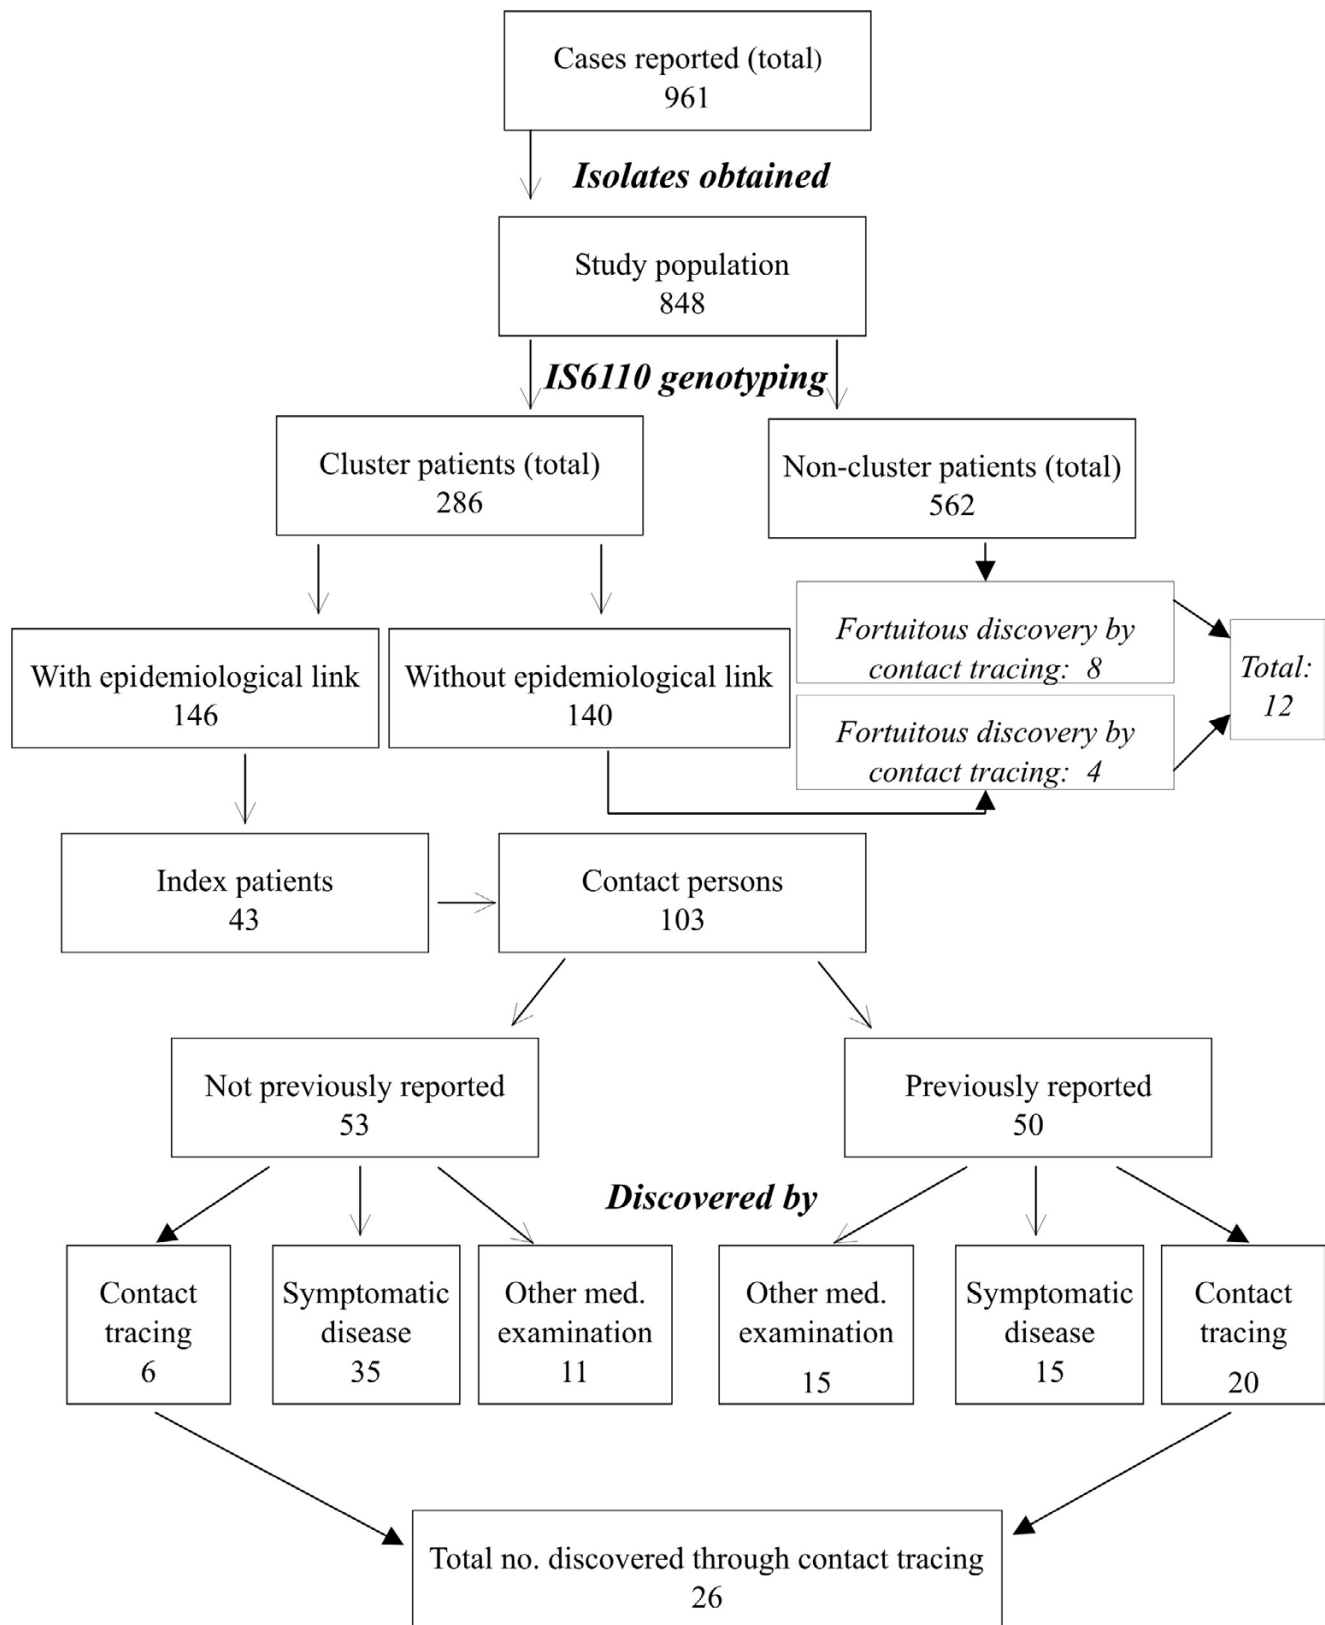 Cases reported (total)
961
Isolates obtained
Study population
848
IS6110 genotyping
Cluster patients (total)
286
Non-cluster patients (total)
562
Fortuitous discovery by
contact tracing: 8
Total:
12
With epidemiological link
146
Without epidemiological link
140
Fortuitous discovery by
contact tracing: 4
Index patients
43
Contact persons
103
Not previously reported
53
Previously reported
50
Discovered by
Contact
tracing
6
Symptomatic
disease
35
Other med.
examination
11
Other med.
examination
15
Symptomatic
disease
15
Contact
tracing
20
Total no. discovered through contact tracing
26